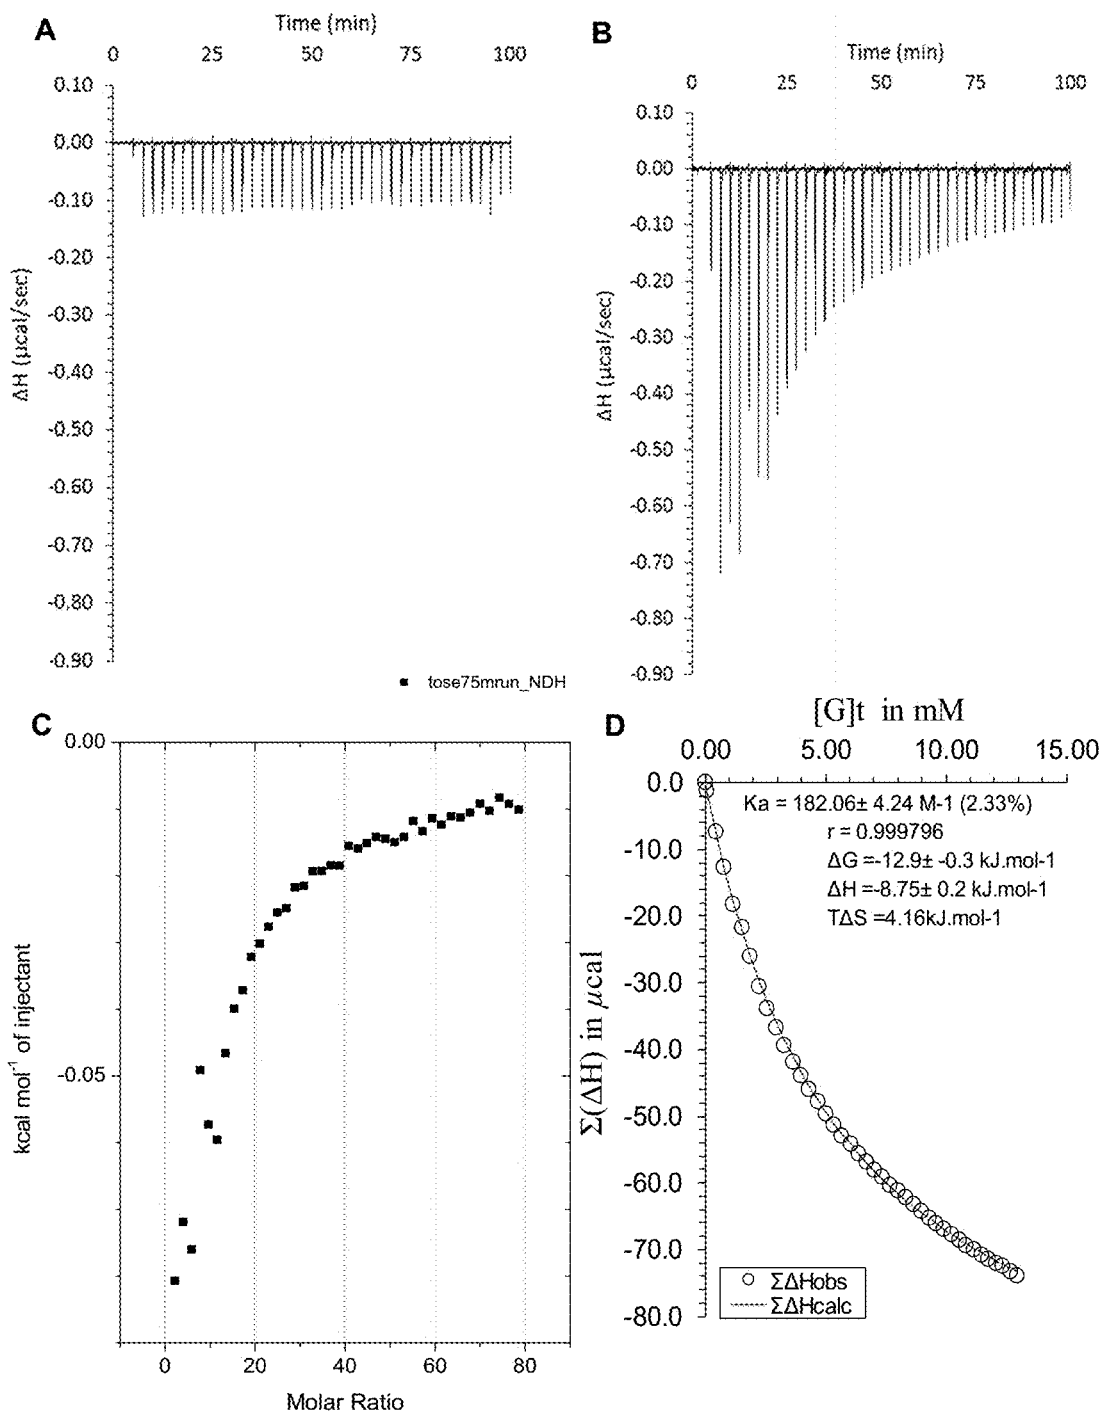 A
Time (min)
0 25 50 75 100
0.10
0.00
-0.10
-0.20
-0.30
-0.40
-0.50
-0.60
-0.70
-0.80
-0.90
ΔH (µcal/sec)
B
Time (min)
0 25 50 75 100
0.10
0.00
-0.10
-0.20
-0.30
-0.40
-0.50
-0.60
-0.70
-0.80
-0.90
ΔH (µcal/sec)
tose75mrun_NDH
C
0.00
-0.05
kcal mol⁻¹ of injectant
0 20 40 60 80
Molar Ratio
D
[G]t in mM
0.00 5.00 10.00 15.00
0.0
-10.0
-20.0
-30.0
-40.0
-50.0
-60.0
-70.0
-80.0
Σ(ΔH) in µcal
Ka = 182.06± 4.24 M-1 (2.33%)
r = 0.999796
ΔG =-12.9± -0.3 kJ.mol-1
ΔH =-8.75± 0.2 kJ.mol-1
TΔS =4.16kJ.mol-1
ΣΔHobs
ΣΔHcalc